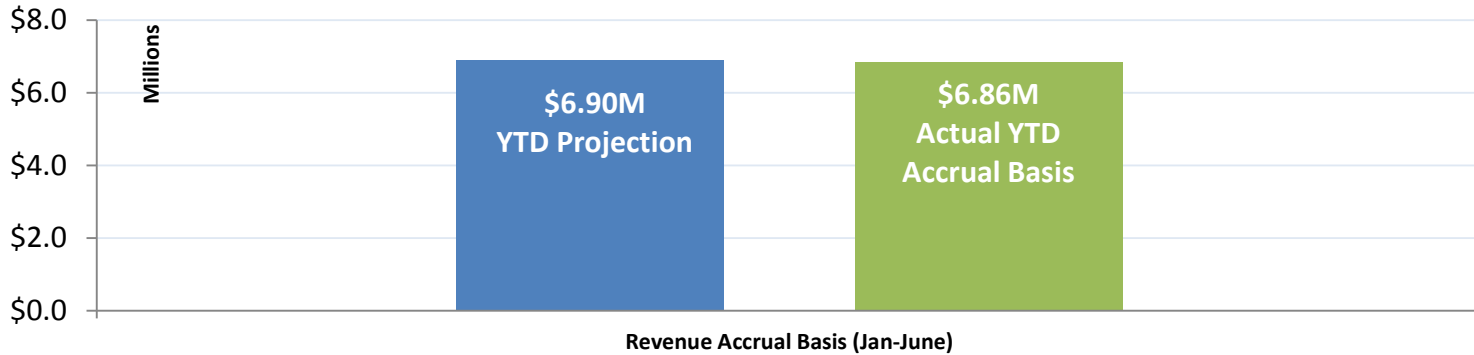 $8.0
$6.0
$4.0
$2.0
$0.0
Millions
$6.90M
YTD Projection
$6.86M
Actual YTD
Accrual Basis
Revenue Accrual Basis (Jan-June)